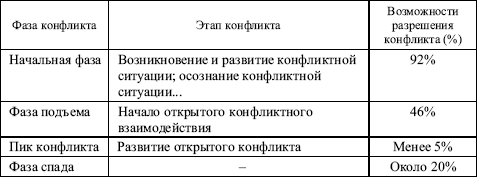 Фаза конфликта
Этап конфликта
Возможности
разрешения
конфликта (%)
Начальная фаза
Возникновение и развитие конфликтной
ситуации; осознание конфликтной
ситуации...
92%
Фаза подъема
Начало открытого конфликтного
взаимодействия
46%
Пик конфликта
Развитие открытого конфликта
Менее 5%
Фаза спада
–
Около 20%